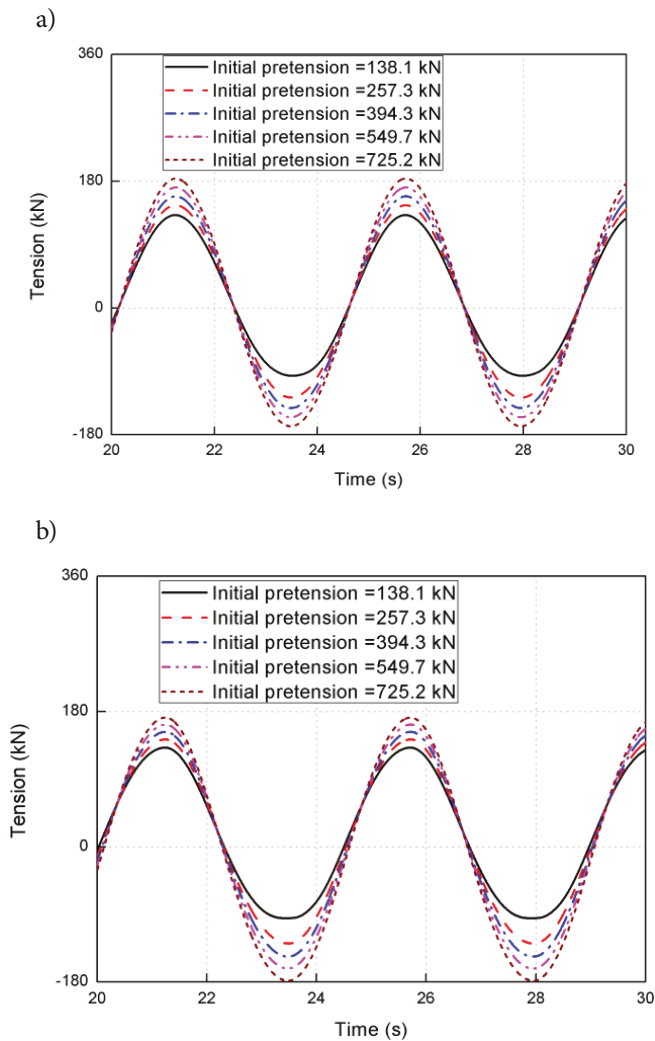 a)
360
180
0
-180
Tension (kN)
Initial pretension =138.1 kN
Initial pretension =257.3 kN
Initial pretension =394.3 kN
Initial pretension =549.7 kN
Initial pretension =725.2 kN
20 22 24 26 28 30
Time (s)
b)
360
180
0
-180
Tension (kN)
Initial pretension =138.1 kN
Initial pretension =257.3 kN
Initial pretension =394.3 kN
Initial pretension =549.7 kN
Initial pretension =725.2 kN
20 22 24 26 28 30
Time (s)